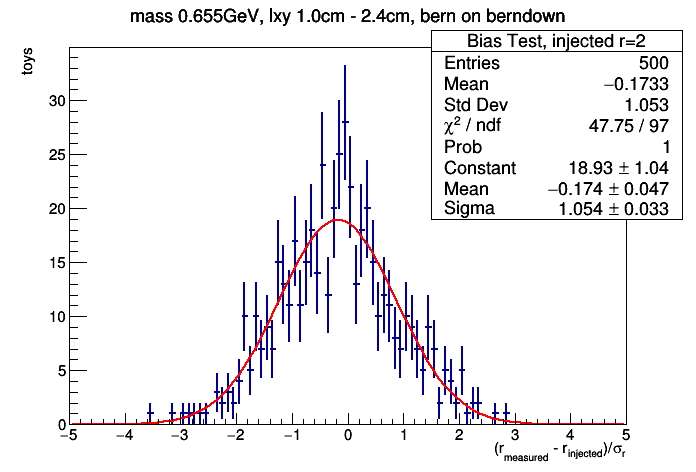 mass 0.655GeV, lxy 1.0cm - 2.4cm, bern on berndown
toys
Bias Test, injected r=2
Entries 500
Mean −0.1733
Std Dev 1.053
χ² / ndf 47.75 / 97
Prob 1
Constant 18.93 ± 1.04
Mean −0.174 ± 0.047
Sigma 1.054 ± 0.033
30
25
20
15
10
5
0
−5 −4 −3 −2 −1 0 1 2 3 4 5
(r_measured - r_injected)/σ_r